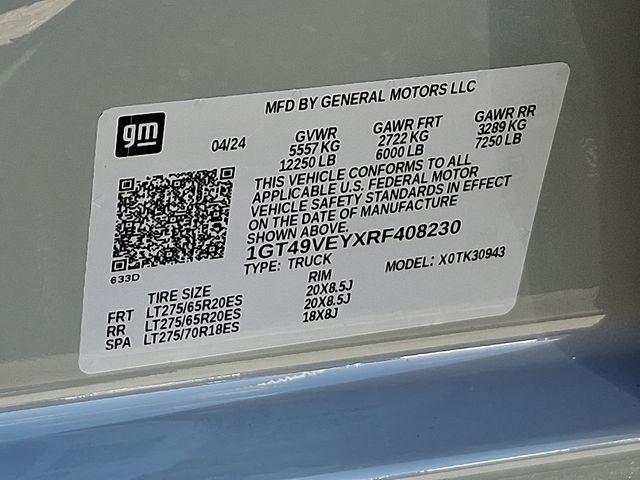 MFD BY GENERAL MOTORS LLC
gm
04/24
GVWR
5557 KG
12250 LB
GAWR FRT
2722 KG
6000 LB
GAWR RR
3289 KG
7250 LB
THIS VEHICLE CONFORMS TO ALL
APPLICABLE U.S. FEDERAL MOTOR
VEHICLE SAFETY STANDARDS IN EFFECT
ON THE DATE OF MANUFACTURE
SHOWN ABOVE.
1GT49VEYXRF408230
TYPE: TRUCK
MODEL: X0TK30943
633D
TIRE SIZE RIM
FRT LT275/65R20ES 20X8.5J
RR LT275/65R20ES 20X8.5J
SPA LT275/70R18ES 18X8J